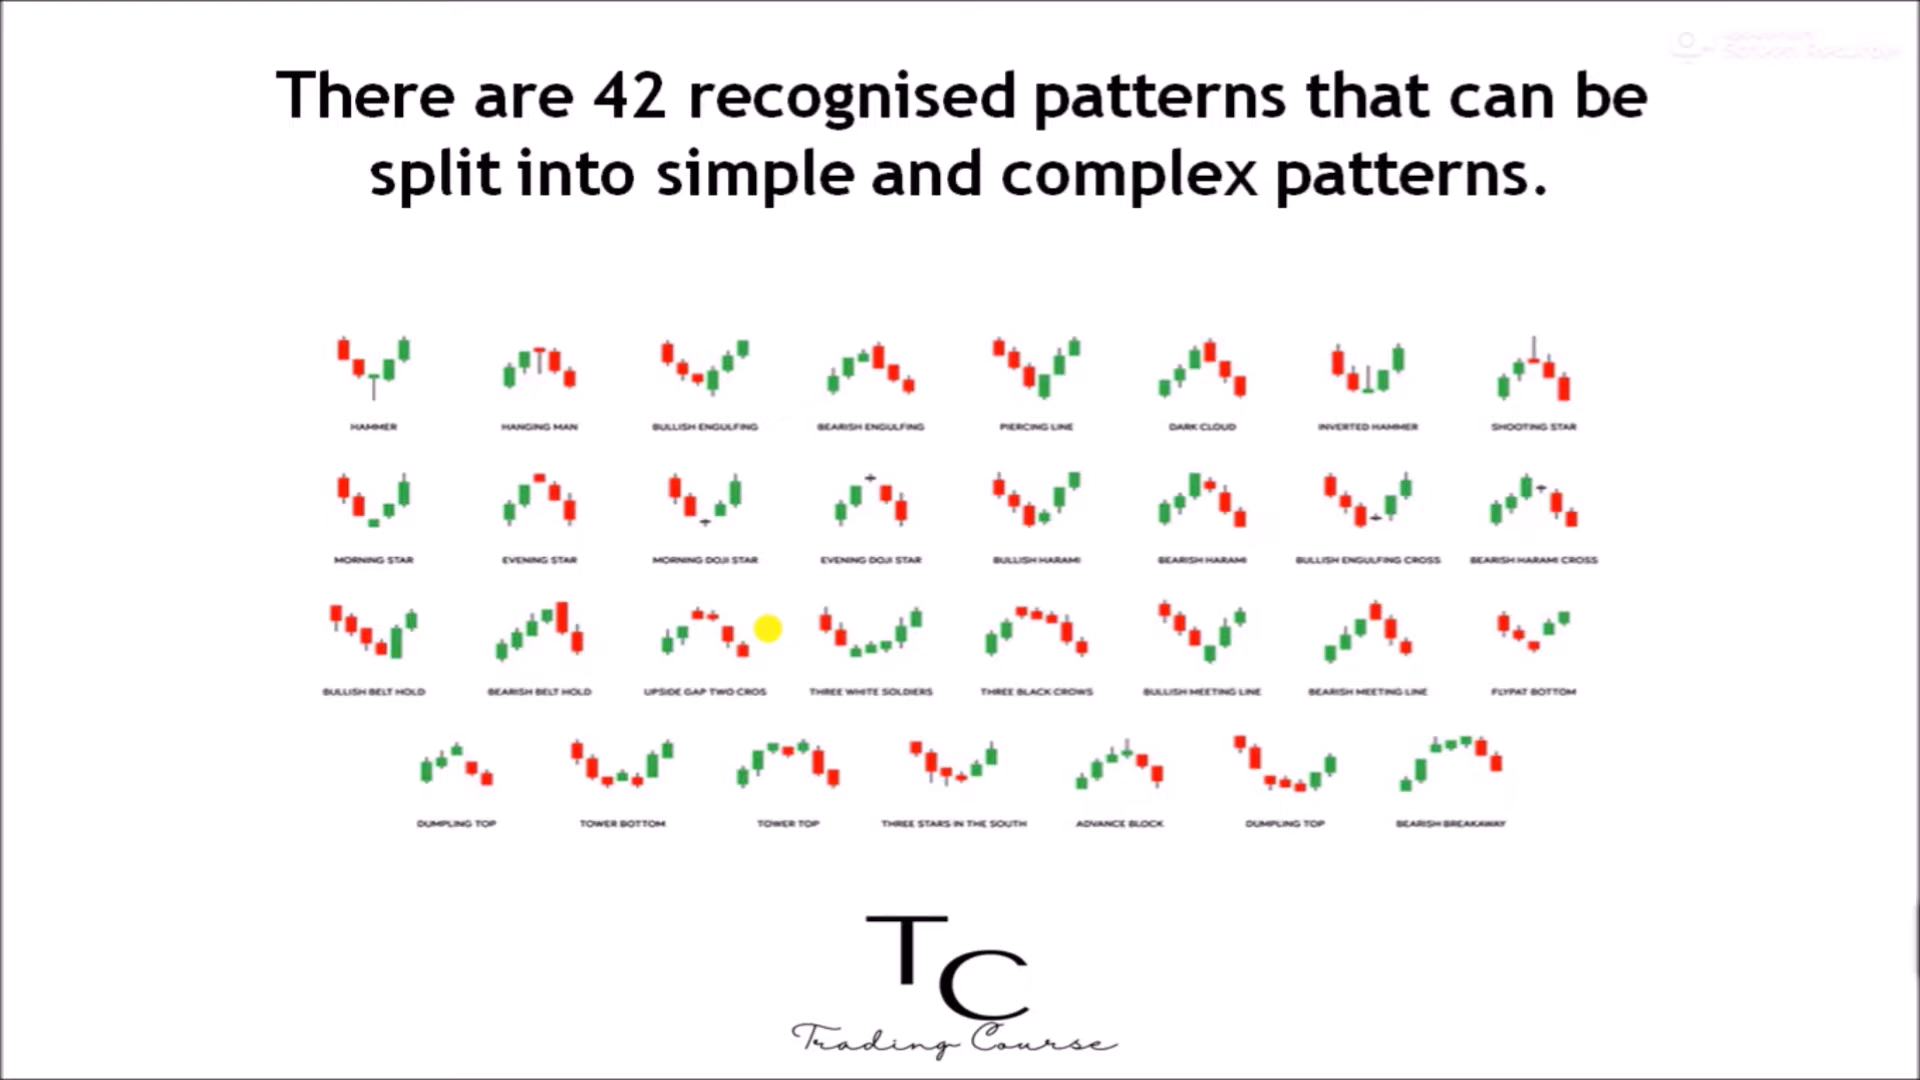 There are 42 recognised patterns that can be
split into simple and complex patterns.
HAMMER HANGING MAN BULLISH ENGULFING BEARISH ENGULFING PIERCING LINE DARK CLOUD INVERTED HAMMER SHOOTING STAR
MORNING STAR EVENING STAR MORNING DOJI STAR EVENING DOJI STAR BULLISH HARAMI BEARISH HARAMI BULLISH ENGULFING CROSS BEARISH HARAMI CROSS
BULLISH BELT HOLD BEARISH BELT HOLD UPSIDE GAP TWO CROS THREE WHITE SOLDIERS THREE BLACK CROWS BULLISH MEETING LINE BEARISH MEETING LINE FLYPAT BOTTOM
DUMPLING TOP TOWER BOTTOM TOWER TOP THREE STARS IN THE SOUTH ADVANCE BLOCK DUMPLING TOP BEARISH BREAKAWAY
TC
Trading Course